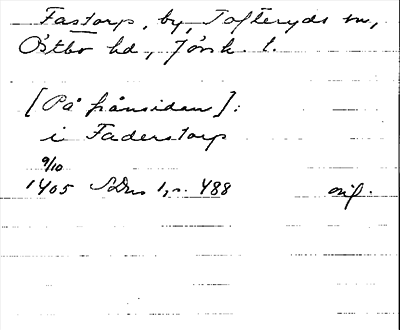 Fastorp, by, Tofteryds sn,
Östbo hd, Jönk. l.
[På frånsidan]:
i Faderstorp
9/10
1405 SDns 1, n. 488 orig.